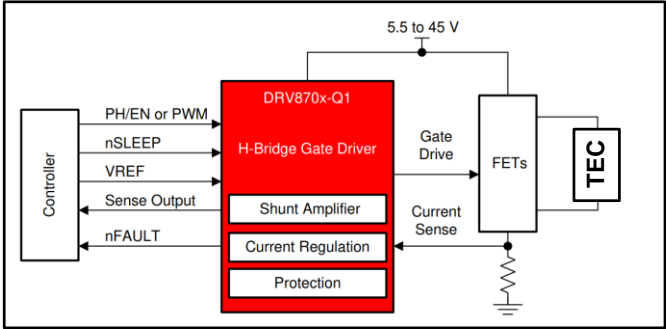 5.5 to 45 V
DRV870x-Q1
H-Bridge Gate Driver
Controller
PH/EN or PWM
nSLEEP
VREF
Sense Output
nFAULT
Shunt Amplifier
Current Regulation
Protection
Gate
Drive
Current
Sense
FETs
TEC